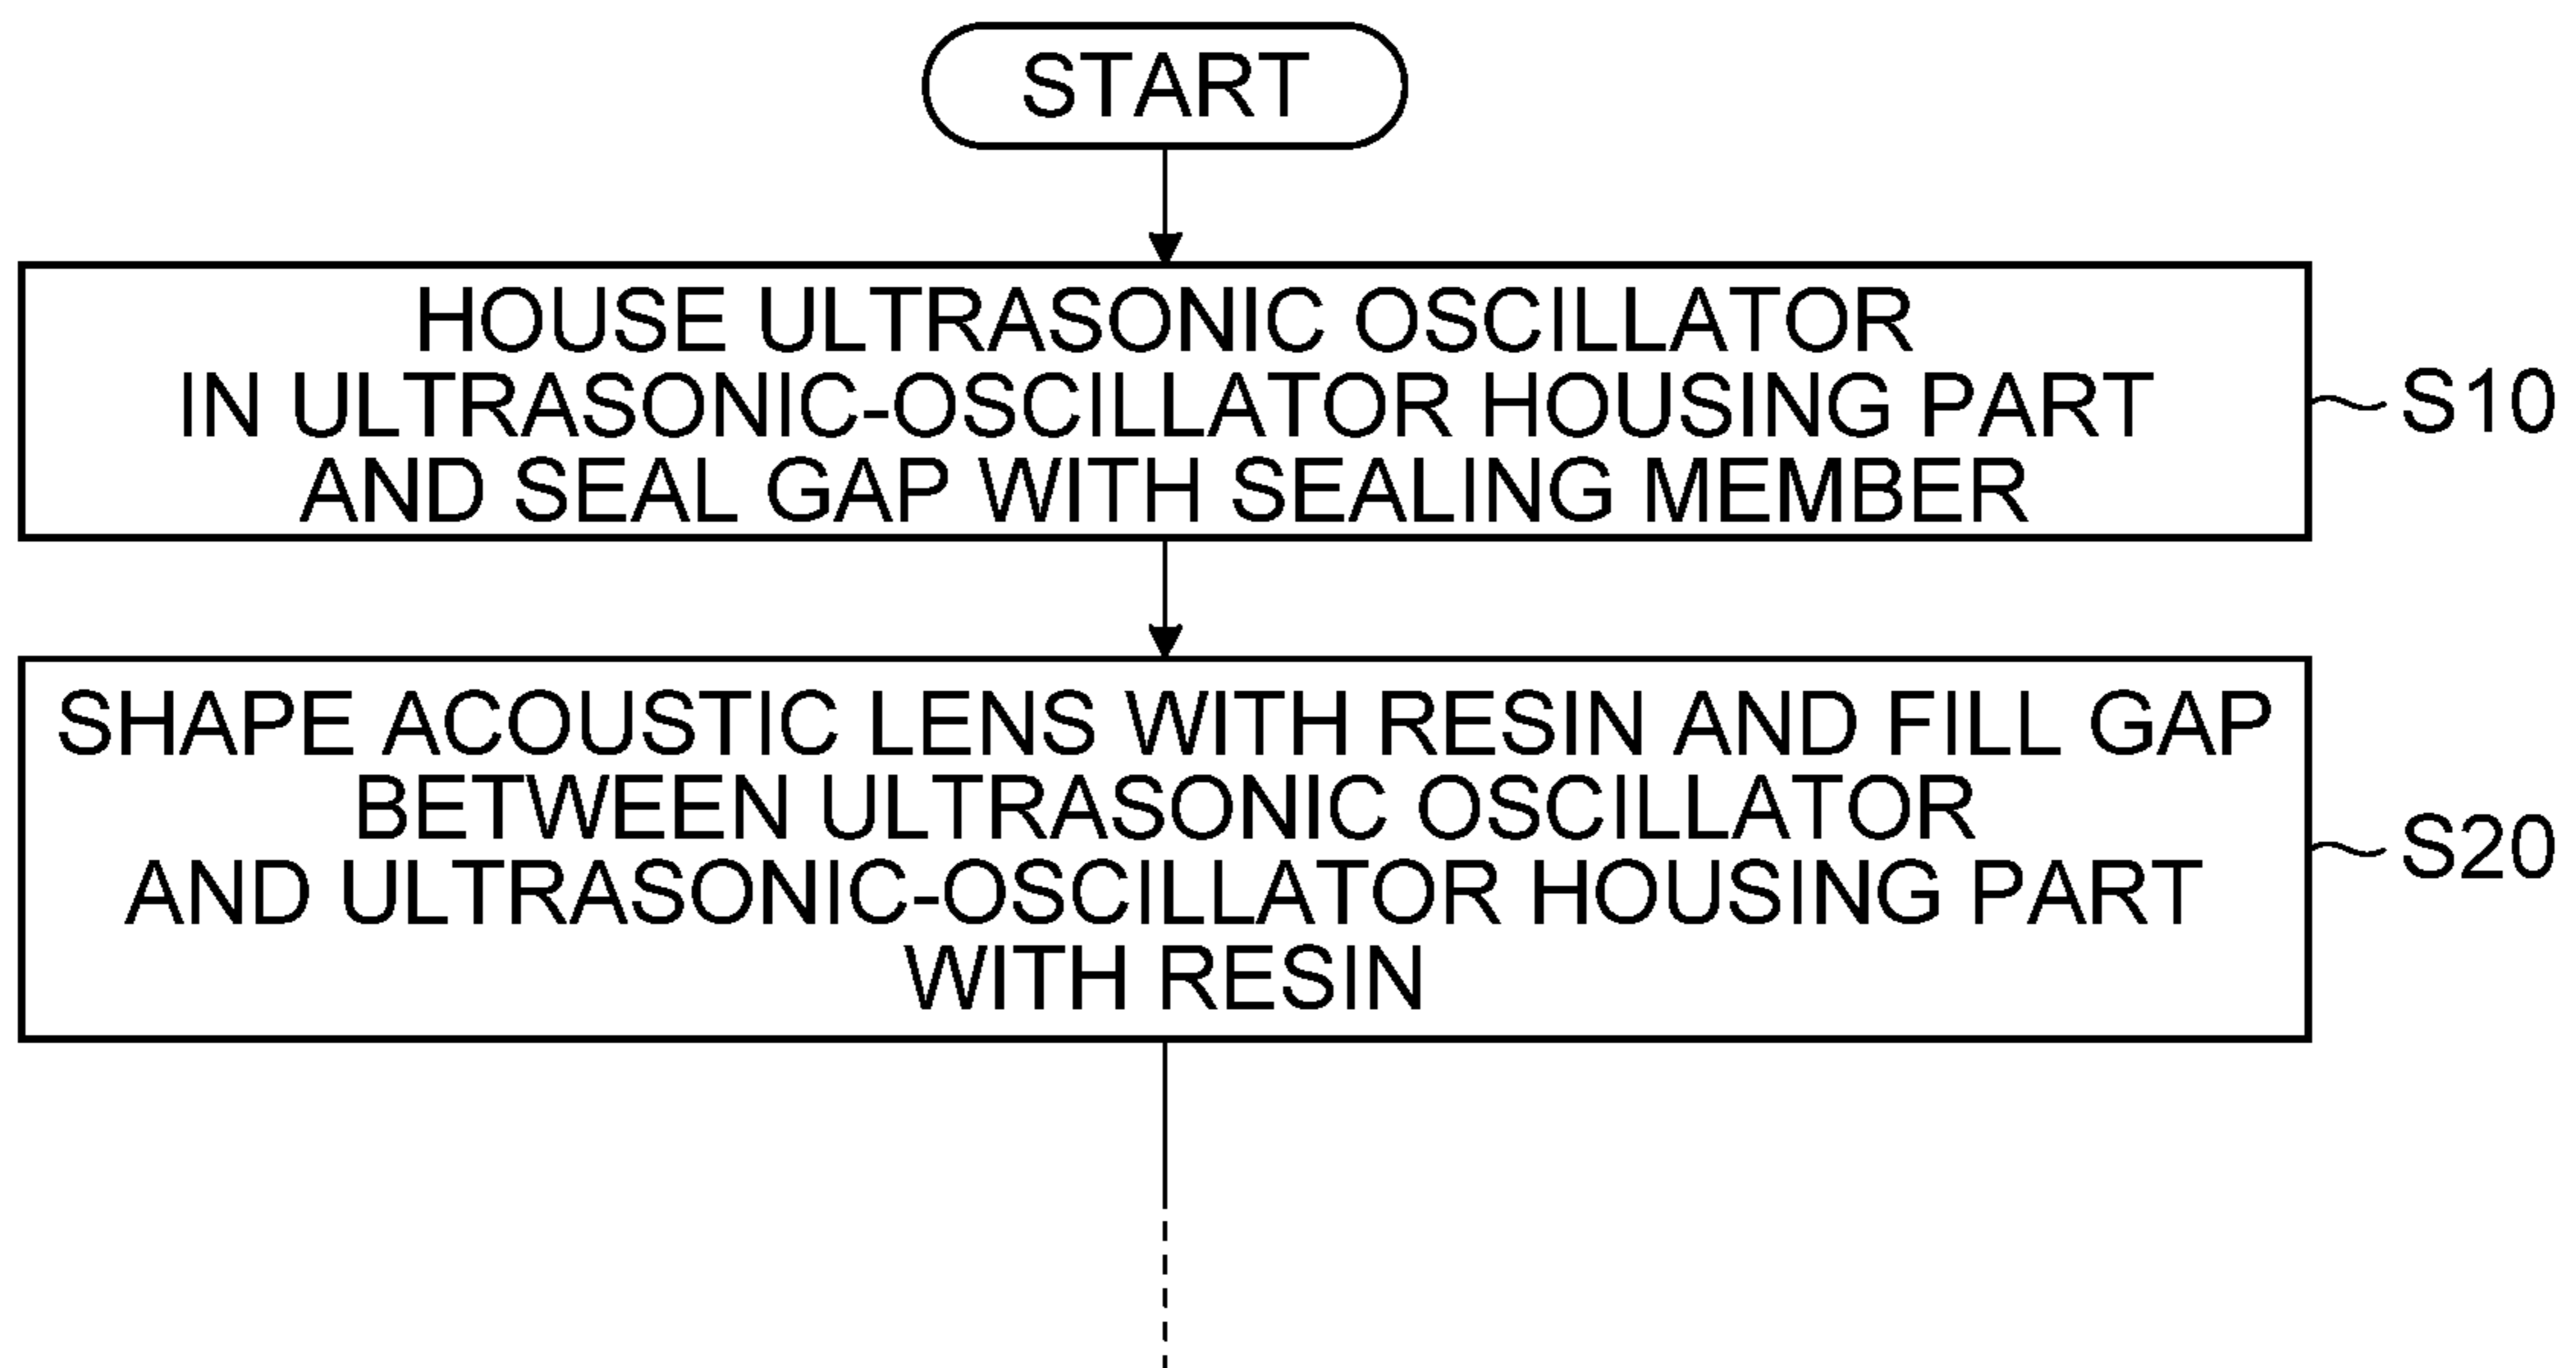 START
HOUSE ULTRASONIC OSCILLATOR
IN ULTRASONIC-OSCILLATOR HOUSING PART
AND SEAL GAP WITH SEALING MEMBER
S10
SHAPE ACOUSTIC LENS WITH RESIN AND FILL GAP
BETWEEN ULTRASONIC OSCILLATOR
AND ULTRASONIC-OSCILLATOR HOUSING PART
WITH RESIN
S20